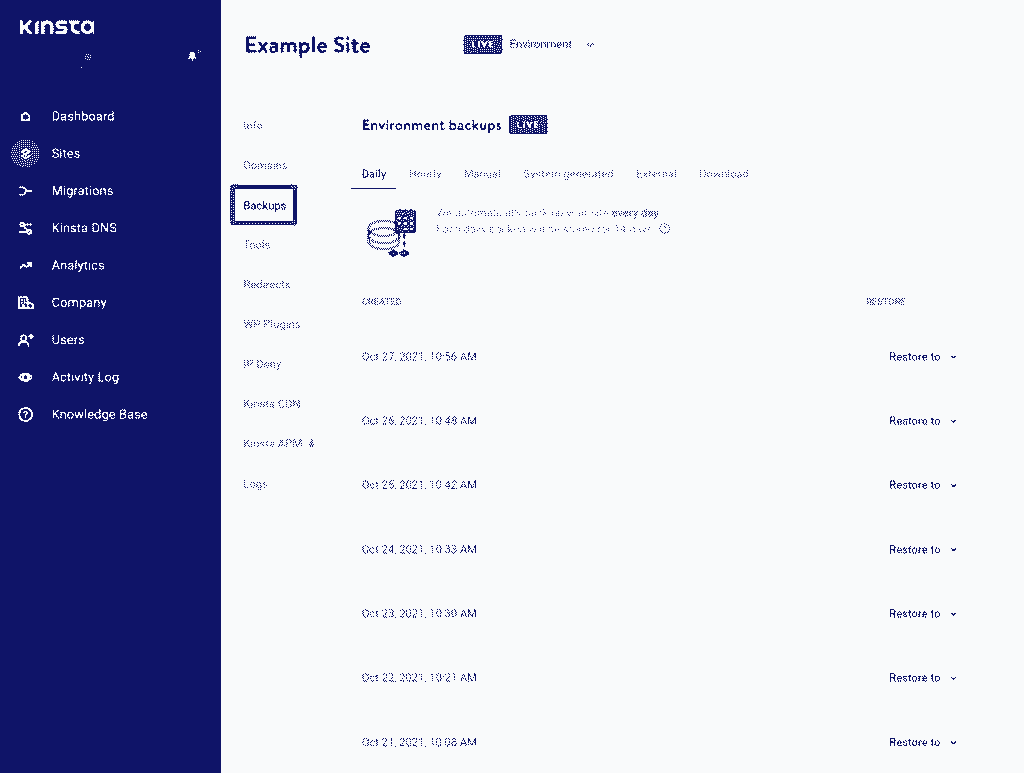 Kinsta
Dashboard
Sites
Migrations
Kinsta DNS
Analytics
Company
Users
Activity Log
Knowledge Base
Example Site
LIVE Environment
Info
Domains
Backups
Tools
Redirects
WP Plugins
IP Deny
Kinsta CDN
Kinsta APM
Logs
Environment backups LIVE
Daily Hourly Manual System generated External Download
We automatically back up your site every day.
Each day's backup will be stored for 14 days.
CREATED RESTORE
Oct 27, 2021, 10:56 AM Restore to
Oct 26, 2021, 10:48 AM Restore to
Oct 25, 2021, 10:42 AM Restore to
Oct 24, 2021, 10:33 AM Restore to
Oct 23, 2021, 10:30 AM Restore to
Oct 22, 2021, 10:21 AM Restore to
Oct 21, 2021, 10:08 AM Restore to